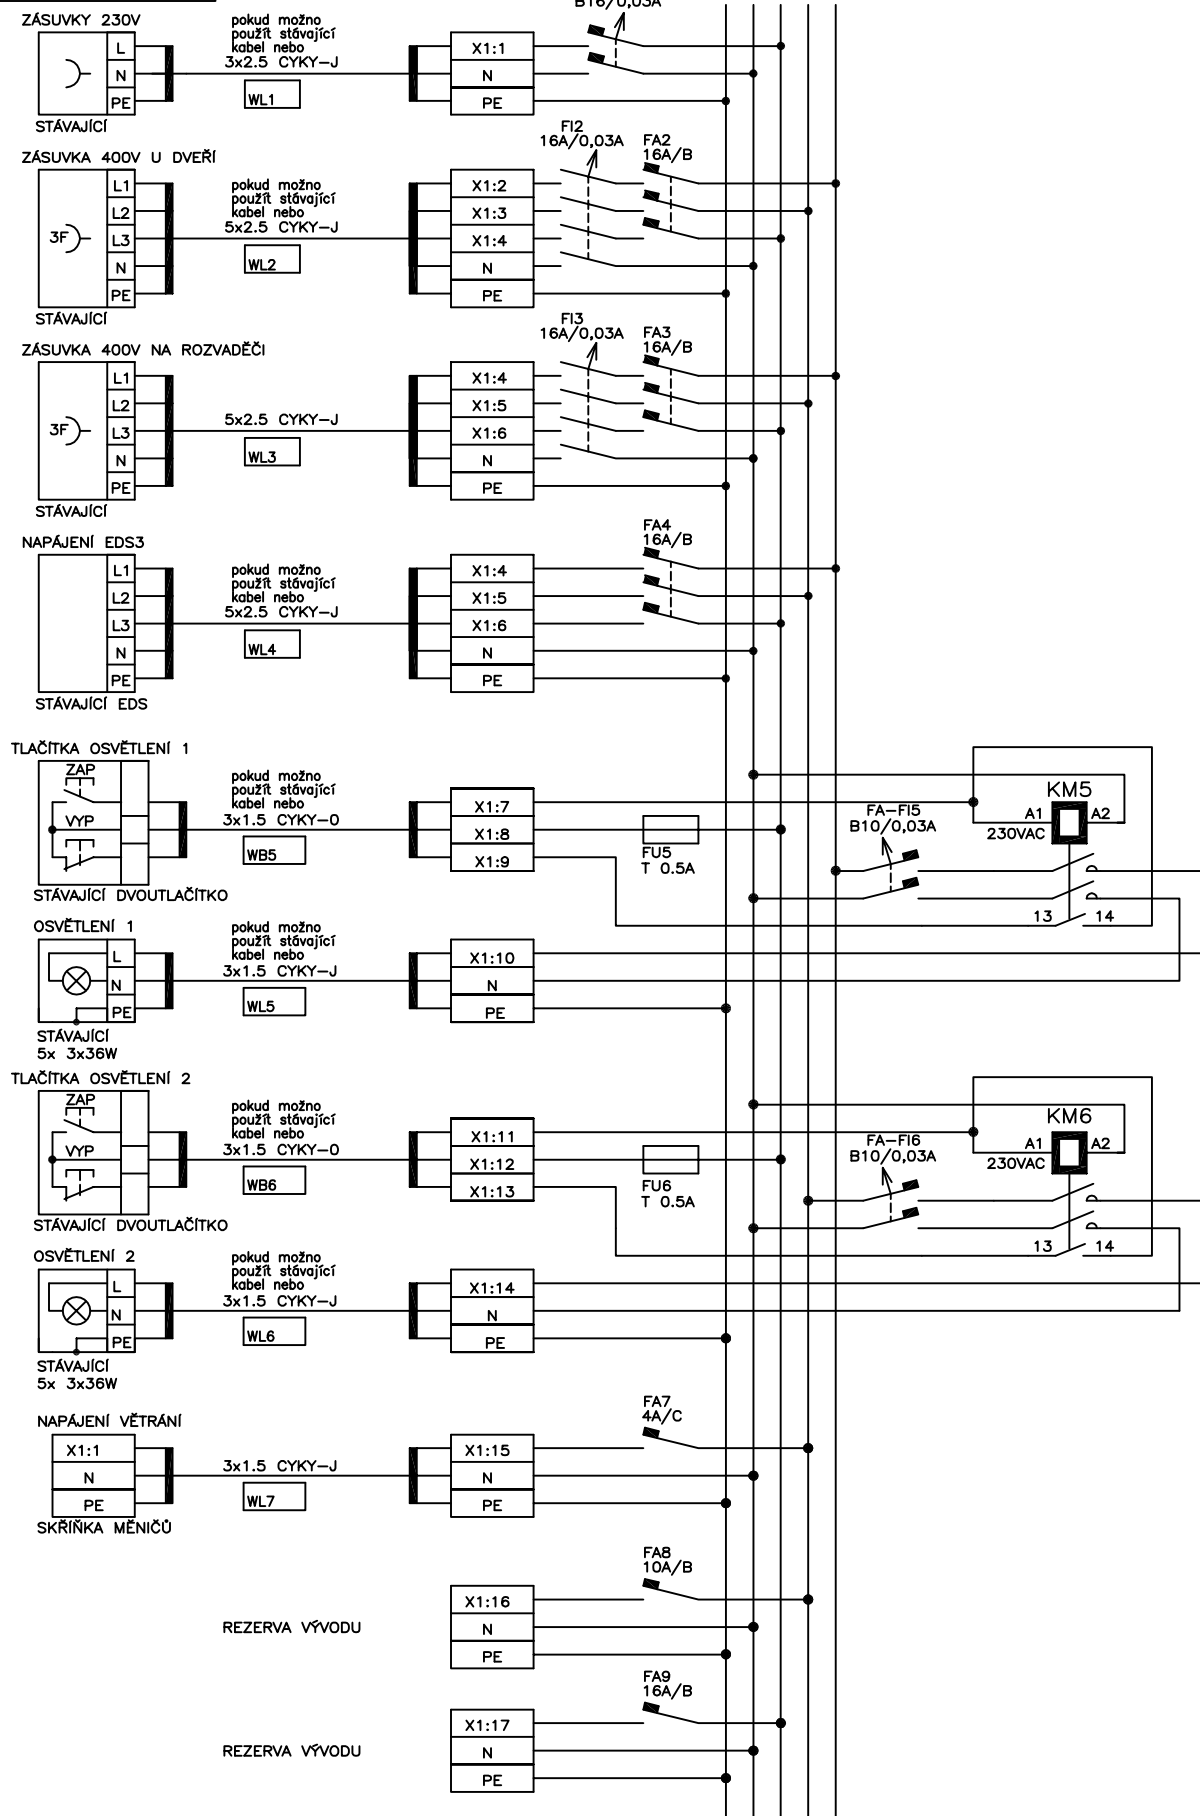 B16/0,03A
ZÁSUVKY 230V
pokud možno
použít stávající
kabel nebo
3x2.5 CYKY-J
L
N
PE
WL1
X1:1
N
PE
STÁVAJÍCÍ
FI2
16A/0,03A
FA2
16A/B
ZÁSUVKA 400V U DVEŘÍ
pokud možno
použít stávající
kabel nebo
5x2.5 CYKY-J
3F
L1
L2
L3
N
PE
WL2
X1:2
X1:3
X1:4
N
PE
STÁVAJÍCÍ
FI3
16A/0,03A
FA3
16A/B
ZÁSUVKA 400V NA ROZVADĚČI
3F
L1
L2
L3
N
PE
5x2.5 CYKY-J
WL3
X1:4
X1:5
X1:6
N
PE
STÁVAJÍCÍ
FA4
16A/B
NAPÁJENÍ EDS3
L1
L2
L3
N
PE
pokud možno
použít stávající
kabel nebo
5x2.5 CYKY-J
WL4
X1:4
X1:5
X1:6
N
PE
STÁVAJÍCÍ EDS
TLAČÍTKA OSVĚTLENÍ 1
ZAP
VYP
pokud možno
použít stávající
kabel nebo
3x1.5 CYKY-O
WB5
X1:7
X1:8
X1:9
FU5
T 0.5A
FA-FI5
B10/0,03A
KM5
A1
A2
230VAC
13
14
STÁVAJÍCÍ DVOUTLAČÍTKO
OSVĚTLENÍ 1
L
N
PE
pokud možno
použít stávající
kabel nebo
3x1.5 CYKY-J
WL5
X1:10
N
PE
STÁVAJÍCÍ
5x 3x36W
TLAČÍTKA OSVĚTLENÍ 2
ZAP
VYP
pokud možno
použít stávající
kabel nebo
3x1.5 CYKY-O
WB6
X1:11
X1:12
X1:13
FU6
T 0.5A
FA-FI6
B10/0,03A
KM6
A1
A2
230VAC
13
14
STÁVAJÍCÍ DVOUTLAČÍTKO
OSVĚTLENÍ 2
L
N
PE
pokud možno
použít stávající
kabel nebo
3x1.5 CYKY-J
WL6
X1:14
N
PE
STÁVAJÍCÍ
5x 3x36W
FA7
4A/C
NAPÁJENÍ VĚTRÁNÍ
X1:1
N
PE
3x1.5 CYKY-J
WL7
X1:15
N
PE
SKŘÍŇKA MĚNIČŮ
FA8
10A/B
REZERVA VÝVODU
X1:16
N
PE
FA9
16A/B
REZERVA VÝVODU
X1:17
N
PE